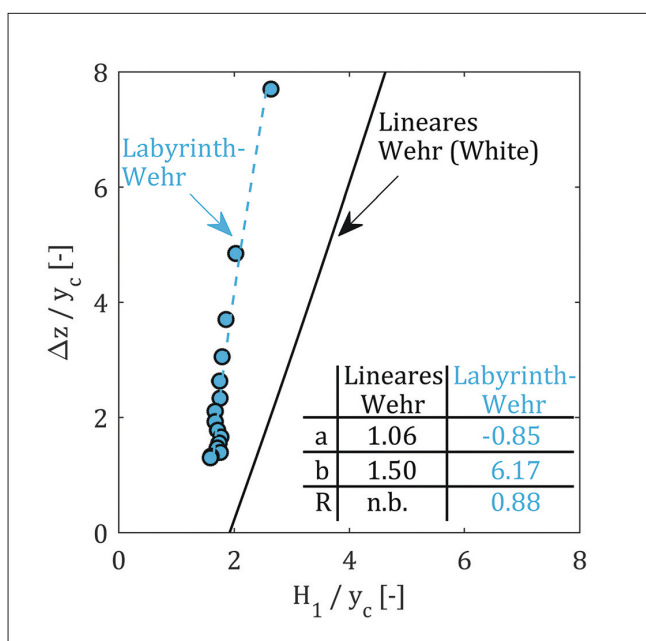 8
6
4
2
0
0
2
4
6
8
Δz / y_c [-]
H_1 / y_c [-]
Labyrinth-
Wehr
Lineares
Wehr (White)
Lineares Labyrinth-
Wehr Wehr
a 1.06 -0.85
b 1.50 6.17
R n.b. 0.88